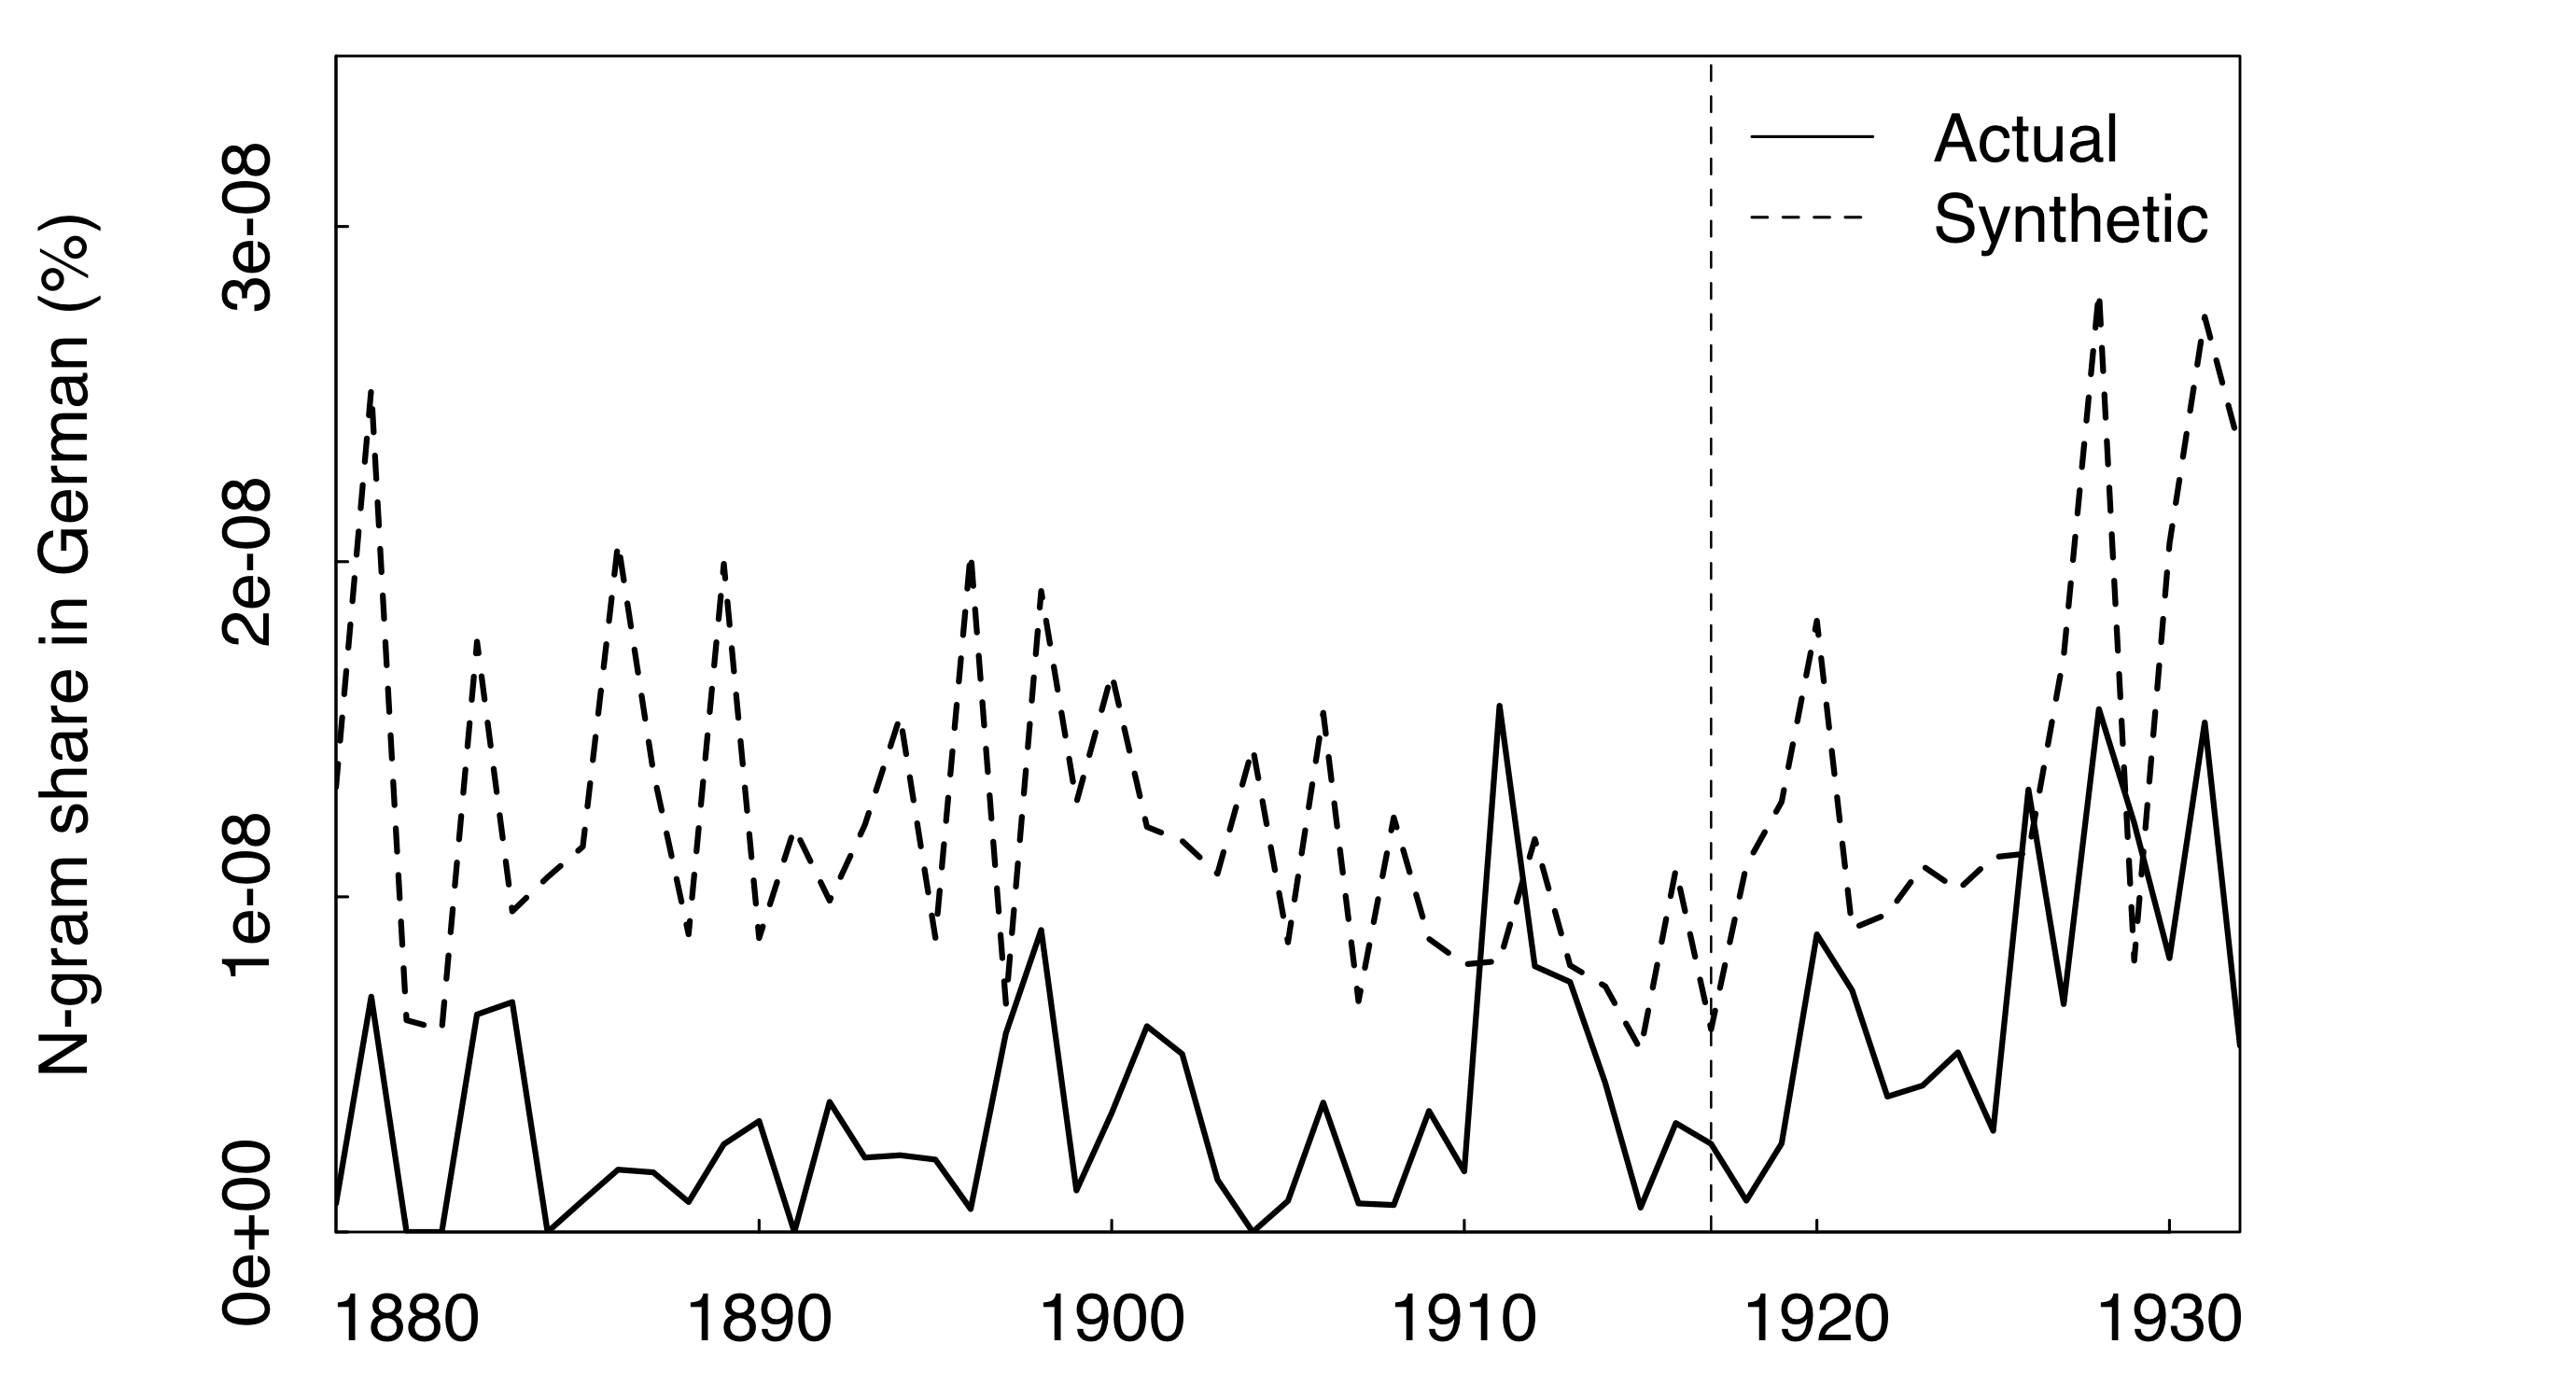 N-gram share in German (%)
3e-08
2e-08
1e-08
0e+00
Actual
Synthetic
1880 1890 1900 1910 1920 1930